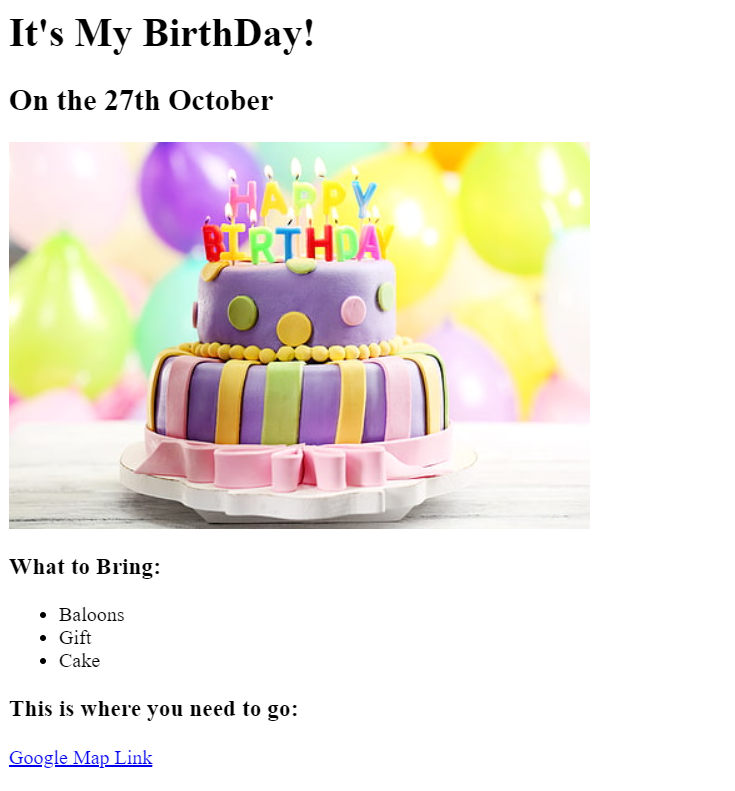 It's My BirthDay!
On the 27th October
HAPPY
BIRTHDAY
What to Bring:
Baloons
Gift
Cake
This is where you need to go:
Google Map Link